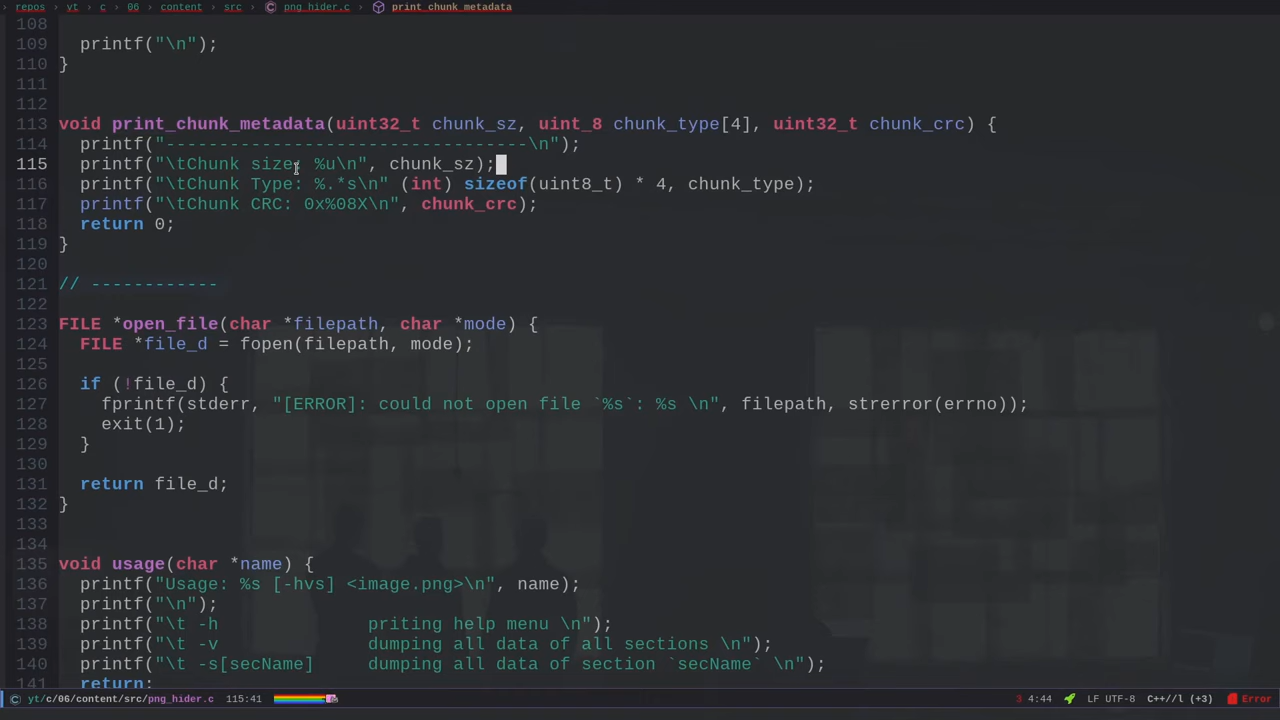 repos > yt > c > 06 > content > src > png_hider.c > print_chunk_metadata
108
109 printf("\n");
110 }
111
112
113 void print_chunk_metadata(uint32_t chunk_sz, uint_8 chunk_type[4], uint32_t chunk_crc) {
114 printf("----------------------------------\n");
115 printf("\tChunk size: %u\n", chunk_sz);
116 printf("\tChunk Type: %.*s\n" (int) sizeof(uint8_t) * 4, chunk_type);
117 printf("\tChunk CRC: 0x%08X\n", chunk_crc);
118 return 0;
119 }
120
121 // ------------
122
123 FILE *open_file(char *filepath, char *mode) {
124 FILE *file_d = fopen(filepath, mode);
125
126 if (!file_d) {
127 fprintf(stderr, "[ERROR]: could not open file `%s`: %s \n", filepath, strerror(errno));
128 exit(1);
129 }
130
131 return file_d;
132 }
133
134
135 void usage(char *name) {
136 printf("Usage: %s [-hvs] <image.png>\n", name);
137 printf("\n");
138 printf("\t -h priting help menu \n");
139 printf("\t -v dumping all data of all sections \n");
140 printf("\t -s[secName] dumping all data of section `secName` \n");
141 return;
yt/c/06/content/src/png_hider.c 115:41 3 4:44 LF UTF-8 C++//l (+3) Error